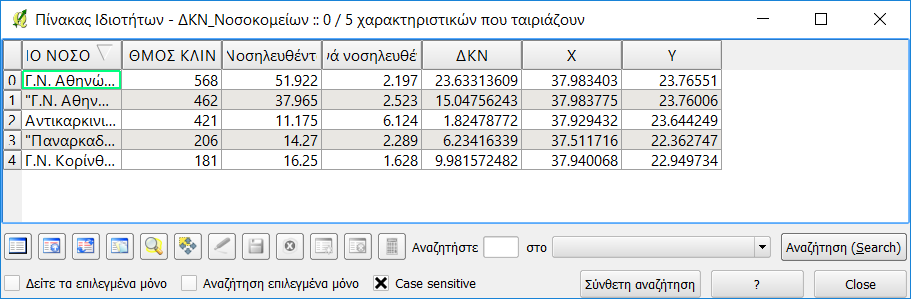 Πίνακας Ιδιοτήτων - ΔΚΝ_Νοσοκομείων :: 0 / 5 χαρακτηριστικών που ταιριάζουν
ΙΟ ΝΟΣΟ ΘΜΟΣ ΚΛΙΝ Νοσηλευθέντ ιά νοσηλευθέ ΔΚΝ X Y
0 Γ.Ν. Αθηνώ... 568 51.922 2.197 23.63313609 37.983403 23.76551
1 "Γ.Ν. Αθην... 462 37.965 2.523 15.04756243 37.983775 23.76006
2 Αντικαρκινι... 421 11.175 6.124 1.82478772 37.929432 23.644249
3 "Παναρκαδ... 206 14.27 2.289 6.23416339 37.511716 22.362747
4 Γ.Ν. Κορίνθ... 181 16.25 1.628 9.981572482 37.940068 22.949734
Αναζητήστε στο Αναζήτηση (Search)
Δείτε τα επιλεγμένα μόνο Αναζήτηση επιλεγμένα μόνο Case sensitive Σύνθετη αναζήτηση ? Close